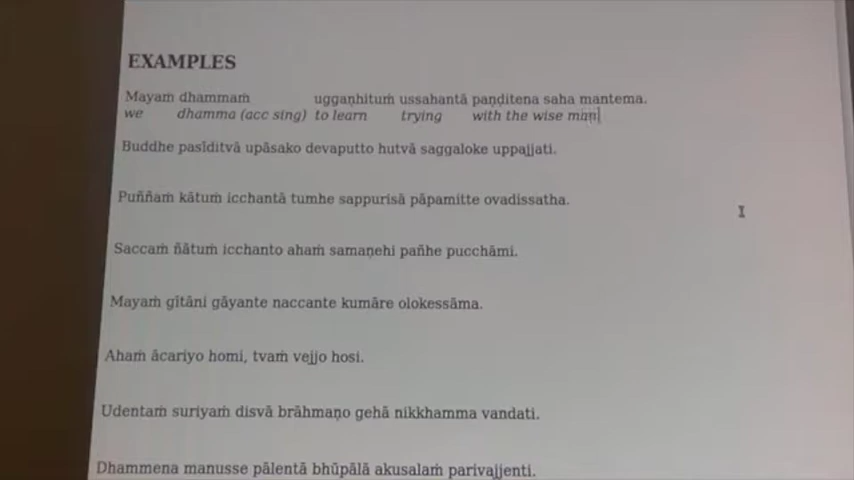 EXAMPLES
Mayaṁ dhammaṁ uggaṇhituṁ ussahantā paṇḍitena saha mantema.
we dhamma (acc sing) to learn trying with the wise man
Buddhe pasīditvā upāsako devaputto hutvā saggaloke uppajjati.
Puññaṁ kātuṁ icchantā tumhe sappurisā pāpamitte ovadissatha.
Saccaṁ ñātuṁ icchanto ahaṁ samaṇehi pañhe pucchāmi.
Mayaṁ gītāni gāyante naccante kumāre olokessāma.
Ahaṁ ācariyo homi, tvaṁ vejjo hosi.
Udentaṁ suriyaṁ disvā brāhmaṇo gehā nikkhamma vandati.
Dhammena manusse pālentā bhūpālā akusalaṁ parivajjenti.